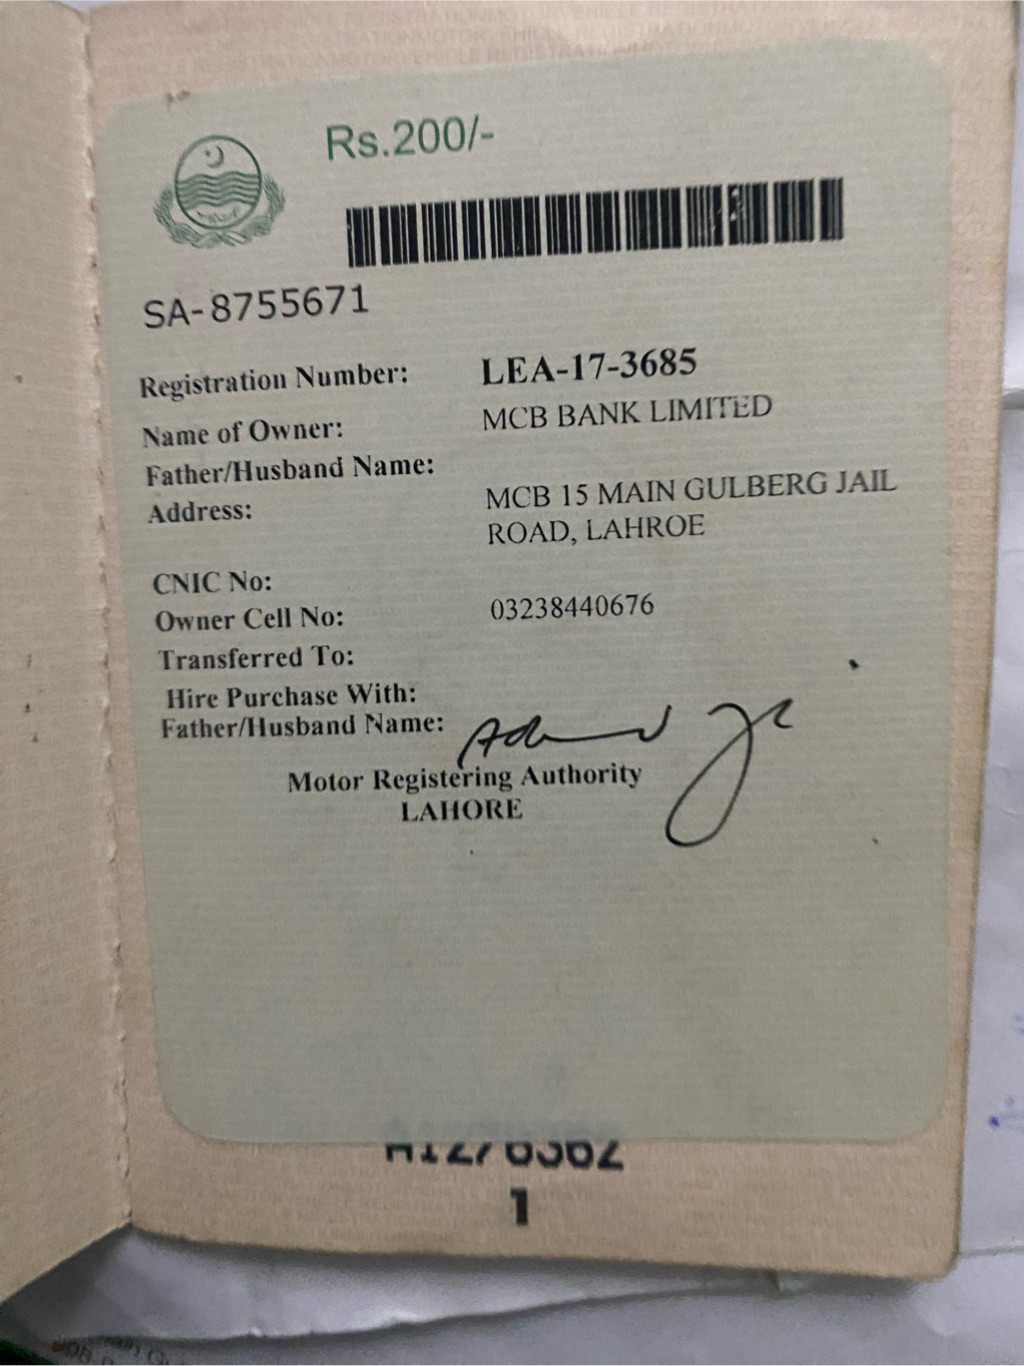 Rs.200/-
SA-8755671
Registration Number: LEA-17-3685
Name of Owner: MCB BANK LIMITED
Father/Husband Name:
Address: MCB 15 MAIN GULBERG JAIL
ROAD, LAHROE
CNIC No:
Owner Cell No: 03238440676
Transferred To:
Hire Purchase With:
Father/Husband Name:
Motor Registering Authority
LAHORE
1